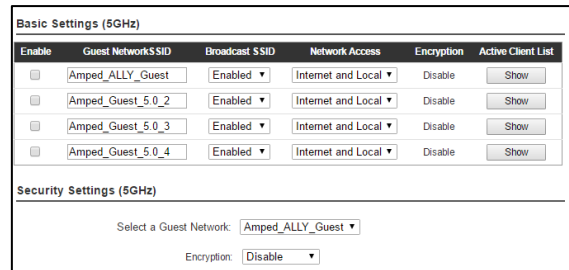 Basic Settings (5GHz)
Enable Guest NetworkSSID Broadcast SSID Network Access Encryption Active Client List
Amped_ALLY_Guest Enabled Internet and Local Disable Show
Amped_Guest_5.0_2 Enabled Internet and Local Disable Show
Amped_Guest_5.0_3 Enabled Internet and Local Disable Show
Amped_Guest_5.0_4 Enabled Internet and Local Disable Show
Security Settings (5GHz)
Select a Guest Network: Amped_ALLY_Guest
Encryption: Disable